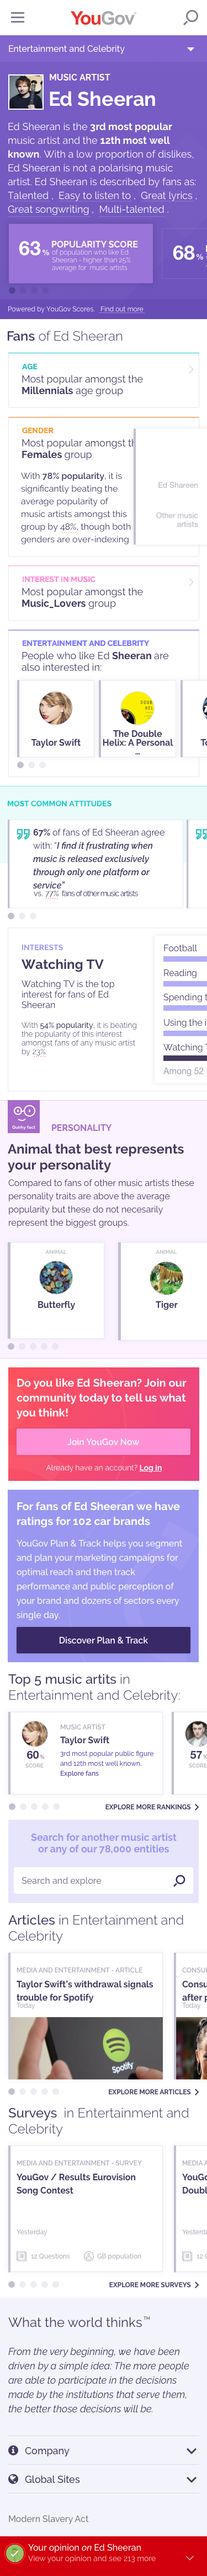 YouGov
Entertainment and Celebrity
MUSIC ARTIST
Ed Sheeran
Ed Sheeran is the 3rd most popular
music artist and the 12th most well
known. With a low proportion of dislikes,
Ed Sheeran is not a polarising music
artist. Ed Sheeran is described by fans as:
Talented , Easy to listen to , Great lyrics ,
Great songwriting , Multi-talented .
63% POPULARITY SCORE
of population who like Ed
Sheeran - higher than 25%
average for music artists
68%
Powered by YouGov Scores. Find out more
Fans of Ed Sheeran
AGE
Most popular amongst the
Millennials age group
GENDER
Most popular amongst th
Females group
With 78% popularity, it is
significantly beating the
average popularity of
music artists amongst this
group by 48%, though both
genders are over-indexing
Ed Shareen
Other music
artists
INTEREST IN MUSIC
Most popular amongst the
Music_Lovers group
ENTERTAINMENT AND CELEBRITY
People who like Ed Sheeran are
also interested in:
Taylor Swift
The Double
Helix: A Personal
...
To
MOST COMMON ATTITUDES
67% of fans of Ed Sheeran agree
with: "I find it frustrating when
music is released exclusively
through only one platform or
service"
vs. 77% fans of other music artists
INTERESTS
Watching TV
Watching TV is the top
interest for fans of Ed
Sheeran
With 54% popularity, it is beating
the popularity of this interest
amongst fans of any music artist
by 23%
Football
Reading
Spending t
Using the i
Watching T
Among 52
Quirky fact
PERSONALITY
Animal that best represents
your personality
Compared to fans of other music artists these
personality traits are above the average
popularity but these do not necesarily
represent the biggest groups.
ANIMAL
Butterfly
ANIMAL
Tiger
Do you like Ed Sheeran? Join our
community today to tell us what
you think!
Join YouGov Now
Already have an account? Log in
For fans of Ed Sheeran we have
ratings for 102 car brands
YouGov Plan & Track helps you segment
and plan your marketing campaigns for
optimal reach and then track
performance and public perception of
your brand and dozens of sectors every
single day.
Discover Plan & Track
Top 5 music artits in
Entertainment and Celebrity:
MUSIC ARTIST
Taylor Swift
60%
SCORE
3rd most popular public figure
and 12th most well known.
Explore fans
57%
SCORE
EXPLORE MORE RANKINGS
Search for another music artist
or any of our 78,000 entities
Search and explore
Articles in Entertainment and
Celebrity
MEDIA AND ENTERTAINMENT - ARTICLE
Taylor Swift's withdrawal signals
trouble for Spotify
Today
Spotify
CONSUM
Consu
after p
Today
EXPLORE MORE ARTICLES
Surveys in Entertainment and
Celebrity
MEDIA AND ENTERTAINMENT - SURVEY
YouGov / Results Eurovision
Song Contest
Yesterday
12 Questions
GB population
MEDIA A
YouGo
Doubl
Yesterda
12 Q
EXPLORE MORE SURVEYS
What the world thinks™
From the very beginning, we have been
driven by a simple idea: The more people
are able to participate in the decisions
made by the institutions that serve them,
the better those decisions will be.
Company
Global Sites
Modern Slavery Act
Your opinion on Ed Sheeran
View your opinion and see 213 more